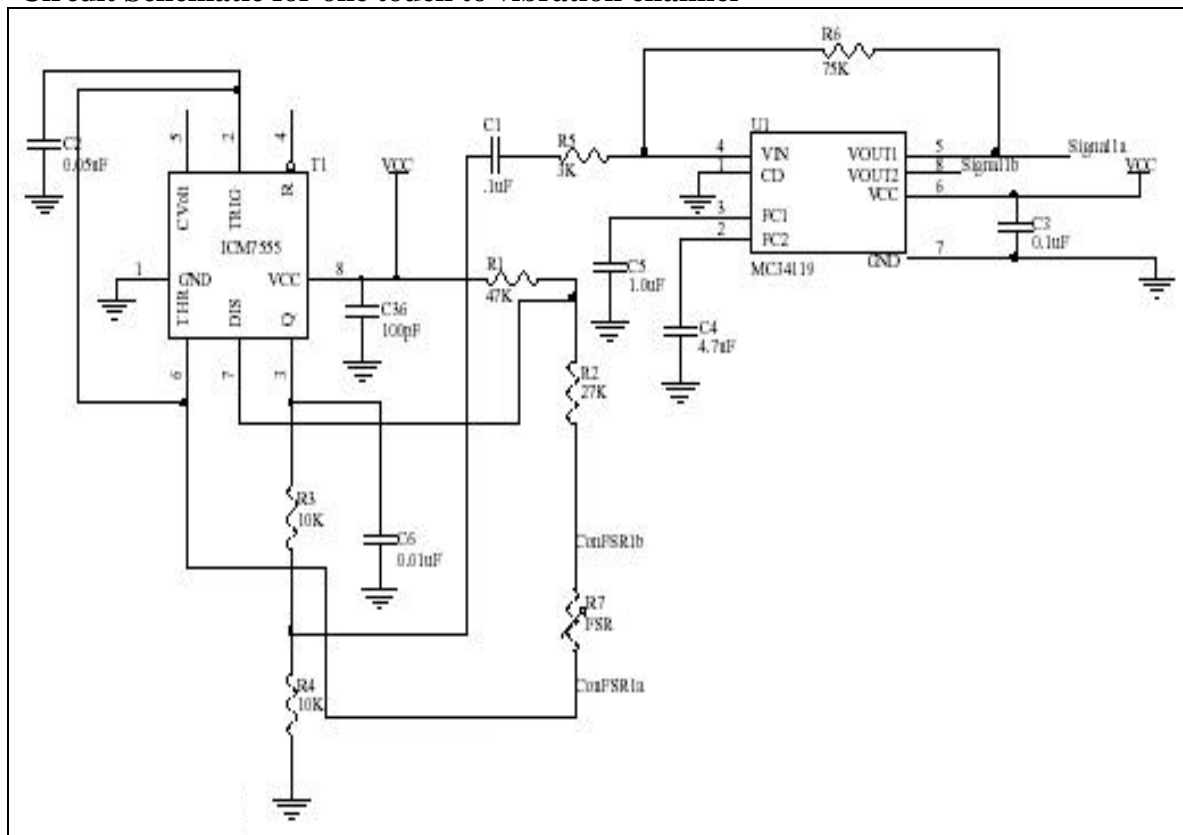 Circuit Schematic for one touch to vibration channel
R6
75K
C2
0.05uF
5
2
4
T1
VCC
C1
.1uF
R5
3K
U1
4
VIN
VOUT1
5
Signal1a
1
CD
VOUT2
8
Signal1b
VCC
6
VCC
3
FC1
2
FC2
C3
0.1uF
GND
7
MC34119
C5
1.0uF
C4
4.7uF
CVolt
TRIG
R
ICM7555
1
GND
VCC
8
THR
DIS
Q
R1
47K
C36
100pF
6
7
3
R2
27K
R3
10K
C6
0.01uF
ConFSR1b
R7
FSR
ConFSR1a
R4
10K